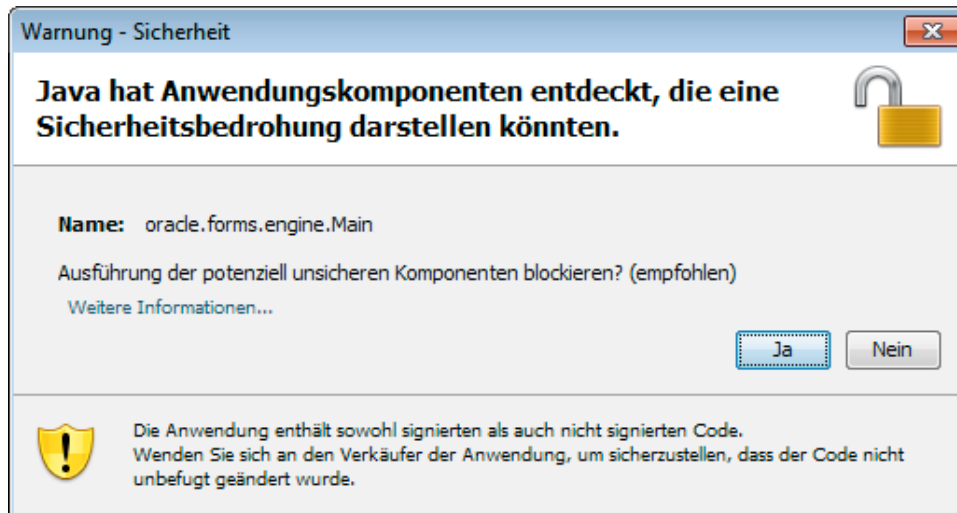 Warnung - Sicherheit
Java hat Anwendungskomponenten entdeckt, die eine
Sicherheitsbedrohung darstellen könnten.
Name: oracle.forms.engine.Main
Ausführung der potenziell unsicheren Komponenten blockieren? (empfohlen)
Weitere Informationen...
Ja Nein
Die Anwendung enthält sowohl signierten als auch nicht signierten Code.
Wenden Sie sich an den Verkäufer der Anwendung, um sicherzustellen, dass der Code nicht
unbefugt geändert wurde.